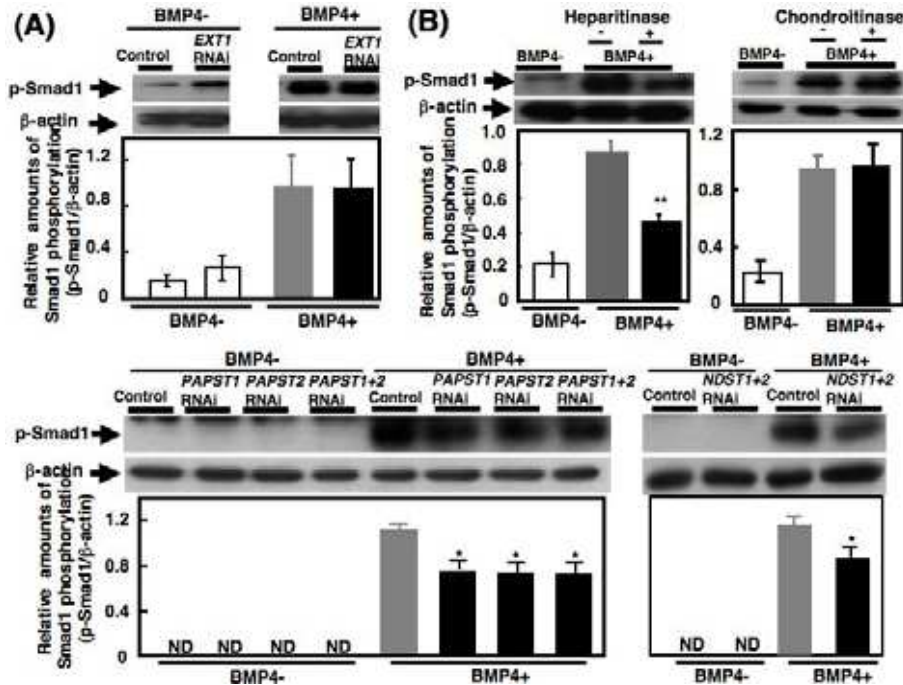 (A)
BMP4-
BMP4+
Control
EXT1
RNAi
Control
EXT1
RNAi
p-Smad1
β-actin
Relative amounts of
Smad1 phosphorylation
(p-Smad1/β-actin)
1.2
0.8
0.4
0
BMP4-
BMP4+
(B)
Heparitinase
- +
BMP4-
BMP4+
p-Smad1
β-actin
Relative amounts of
Smad1 phosphorylation
(p-Smad1/β-actin)
1.0
0.8
0.6
0.4
0.2
0
**
BMP4-
BMP4+
Chondroitinase
- +
BMP4-
BMP4+
1.2
0.8
0.4
0
BMP4-
BMP4+
BMP4-
BMP4+
Control
PAPST1
RNAi
PAPST2
RNAi
PAPST1+2
RNAi
Control
PAPST1
RNAi
PAPST2
RNAi
PAPST1+2
RNAi
p-Smad1
β-actin
Relative amounts of
Smad1 phosphorylation
(p-Smad1/β-actin)
1.2
0.8
0.4
0
ND ND ND ND
* * *
BMP4-
BMP4+
BMP4-
BMP4+
Control
NDST1+2
RNAi
Control
NDST1+2
RNAi
ND ND
*
BMP4-
BMP4+